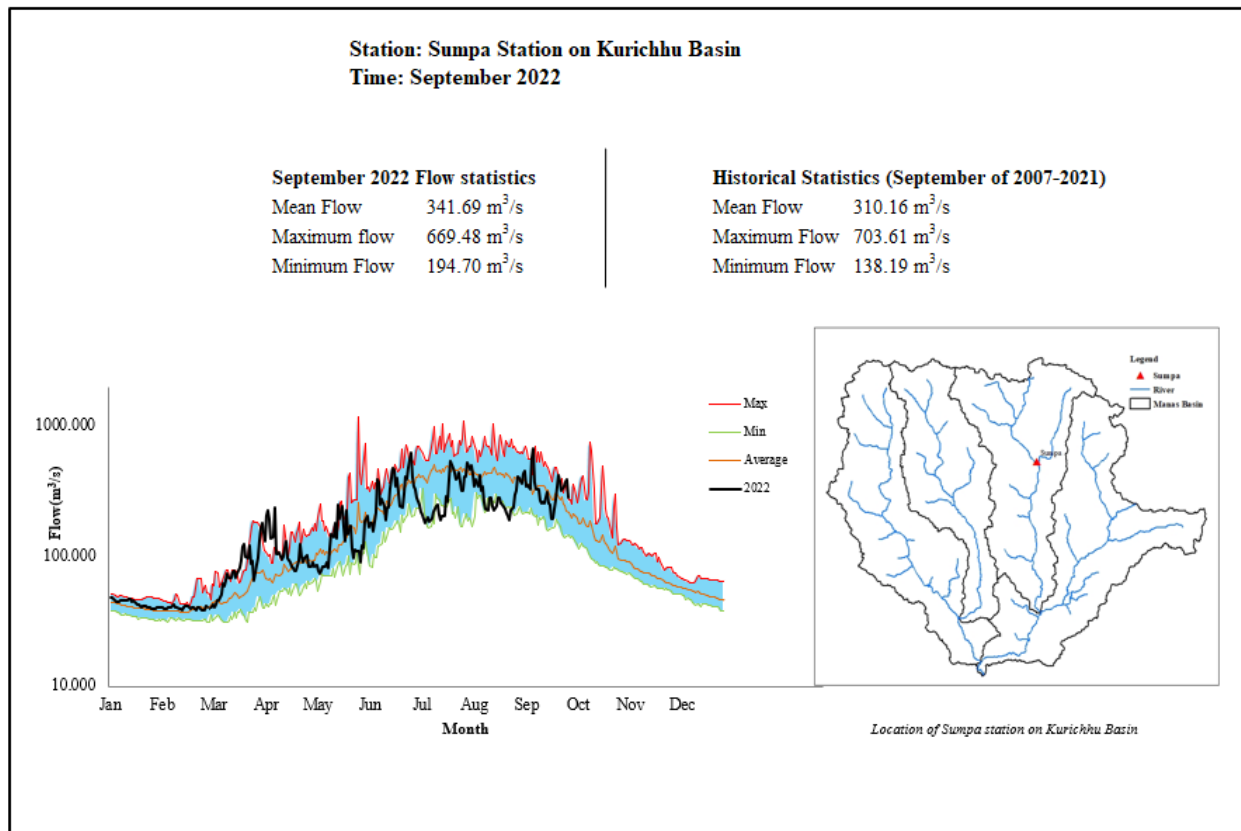 Station: Sumpa Station on Kurichhu Basin
Time: September 2022
September 2022 Flow statistics
Mean Flow 341.69 m³/s
Maximum flow 669.48 m³/s
Minimum Flow 194.70 m³/s
Historical Statistics (September of 2007-2021)
Mean Flow 310.16 m³/s
Maximum Flow 703.61 m³/s
Minimum Flow 138.19 m³/s
1000.000
100.000
10.000
Flow(m³/s)
Jan Feb Mar Apr May Jun Jul Aug Sep Oct Nov Dec
Month
Max
Min
Average
2022
Legend
Sumpa
River
Manas Basin
Sumpa
Location of Sumpa station on Kurichhu Basin